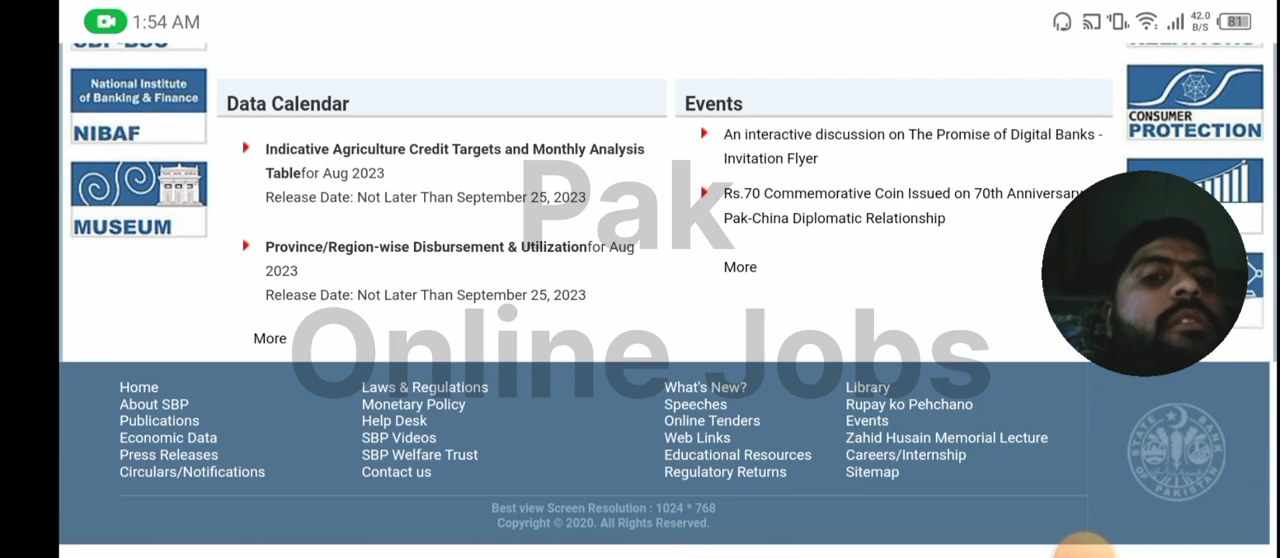 1:54 AM
42.0
B/S
81
National Institute
of Banking & Finance
NIBAF
MUSEUM
Data Calendar
Indicative Agriculture Credit Targets and Monthly Analysis
Tablefor Aug 2023
Release Date: Not Later Than September 25, 2023
Province/Region-wise Disbursement & Utilizationfor Aug
2023
Release Date: Not Later Than September 25, 2023
More
Events
An interactive discussion on The Promise of Digital Banks -
Invitation Flyer
Rs.70 Commemorative Coin Issued on 70th Anniversary
Pak-China Diplomatic Relationship
More
CONSUMER
PROTECTION
Pak
Online Jobs
Home
About SBP
Publications
Economic Data
Press Releases
Circulars/Notifications
Laws & Regulations
Monetary Policy
Help Desk
SBP Videos
SBP Welfare Trust
Contact us
What's New?
Speeches
Online Tenders
Web Links
Educational Resources
Regulatory Returns
Library
Rupay ko Pehchano
Events
Zahid Husain Memorial Lecture
Careers/Internship
Sitemap
STATE BANK
OF PAKISTAN
Best view Screen Resolution : 1024 * 768
Copyright © 2020. All Rights Reserved.